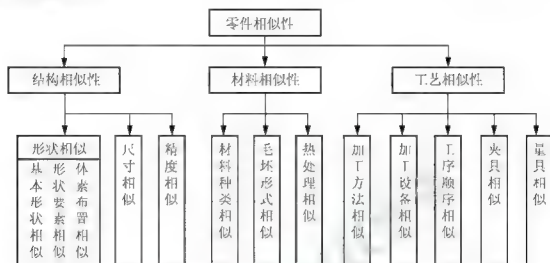 零件相似性
结构相似性
材料相似性
工艺相似性
形状相似
基本形状相似
形状要素相似
体素布置相似
尺寸相似
精度相似
材料种类相似
毛坯形式相似
热处理相似
加工方法相似
加工设备相似
工序顺序相似
夹具相似
量具相似